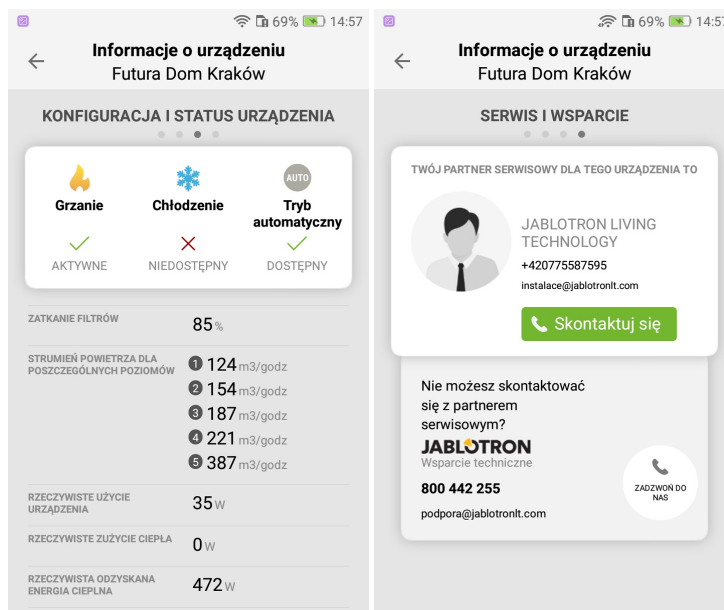 69% 14:57
Informacje o urządzeniu
Futura Dom Kraków
KONFIGURACJA I STATUS URZĄDZENIA
AUTO
Grzanie
Chłodzenie
Tryb
automatyczny
AKTYWNE
NIEDOSTĘPNY
DOSTĘPNY
ZATKANIE FILTRÓW
85 %
STRUMIEŃ POWIETRZA DLA
POSZCZEGÓLNYCH POZIOMÓW
1 124 m3/godz
2 154 m3/godz
3 187 m3/godz
4 221 m3/godz
5 387 m3/godz
RZECZYWISTE UŻYCIE
URZĄDZENIA
35 W
RZECZYWISTE ZUŻYCIE CIEPŁA
0 W
RZECZYWISTA ODZYSKANA
ENERGIA CIEPLNA
472 W
69% 14:57
Informacje o urządzeniu
Futura Dom Kraków
SERWIS I WSPARCIE
TWÓJ PARTNER SERWISOWY DLA TEGO URZĄDZENIA TO
JABLOTRON LIVING
TECHNOLOGY
+420775587595
instalace@jablotronlt.com
Skontaktuj się
Nie możesz skontaktować
się z partnerem
serwisowym?
JABLOTRON
Wsparcie techniczne
800 442 255
podpora@jablotronlt.com
ZADZWOŃ DO
NAS